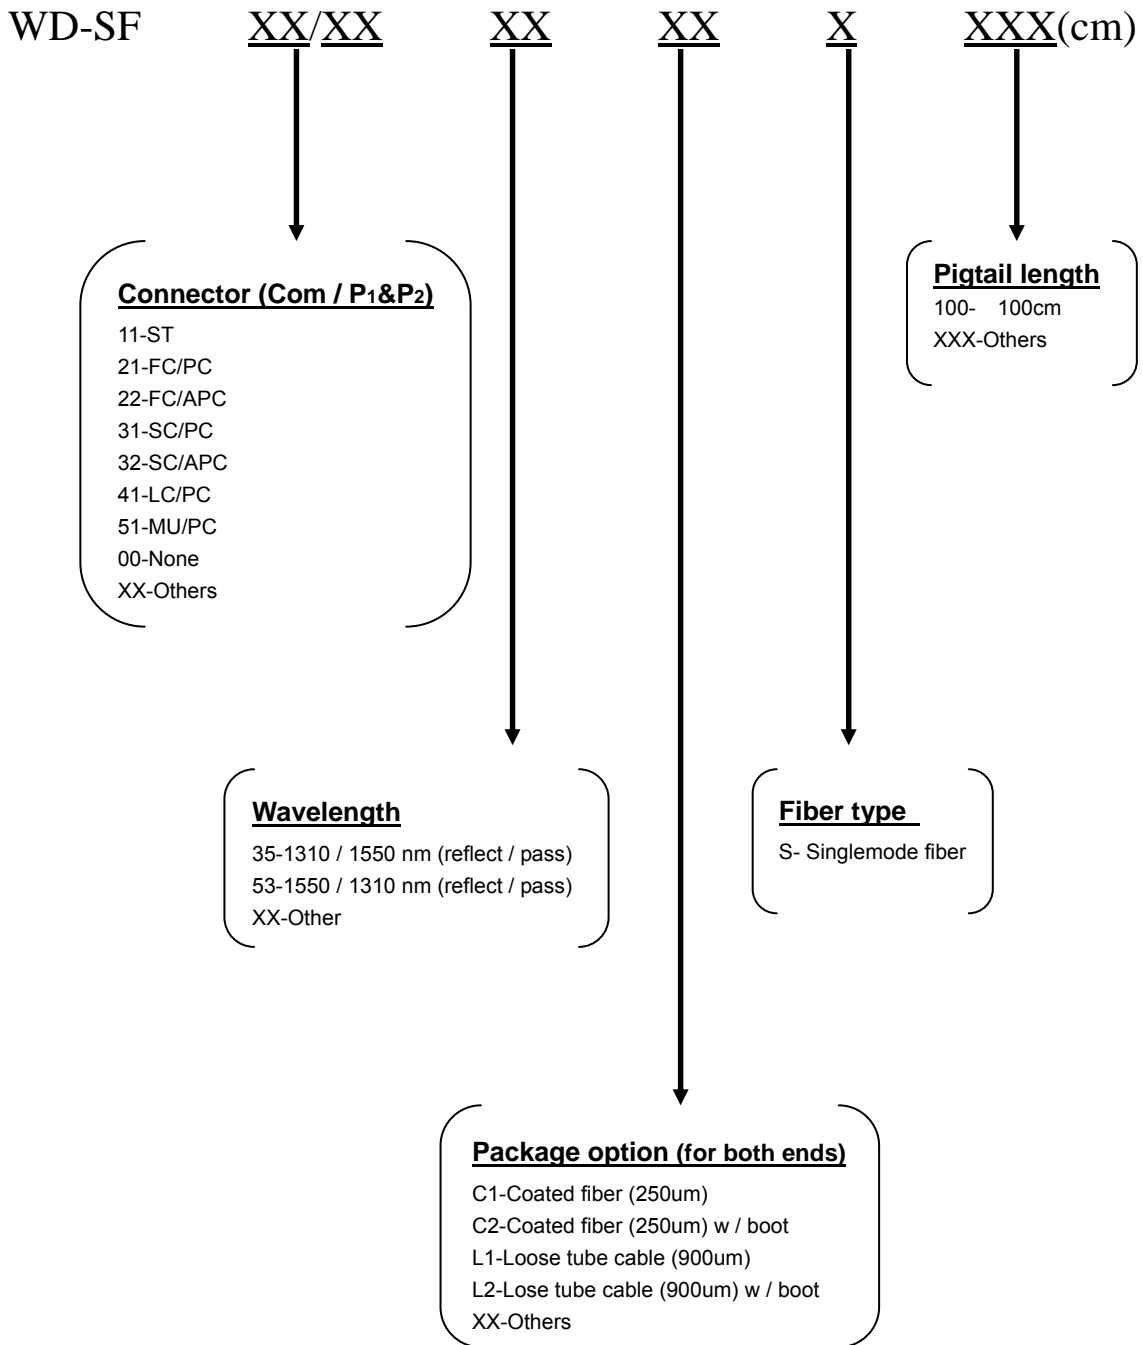 WD-SF XX/XX XX XX X XXX(cm)
Connector (Com / P1&P2)
11-ST
21-FC/PC
22-FC/APC
31-SC/PC
32-SC/APC
41-LC/PC
51-MU/PC
00-None
XX-Others
Pigtail length
100- 100cm
XXX-Others
Wavelength
35-1310 / 1550 nm (reflect / pass)
53-1550 / 1310 nm (reflect / pass)
XX-Other
Fiber type
S- Singlemode fiber
Package option (for both ends)
C1-Coated fiber (250um)
C2-Coated fiber (250um) w / boot
L1-Loose tube cable (900um)
L2-Lose tube cable (900um) w / boot
XX-Others